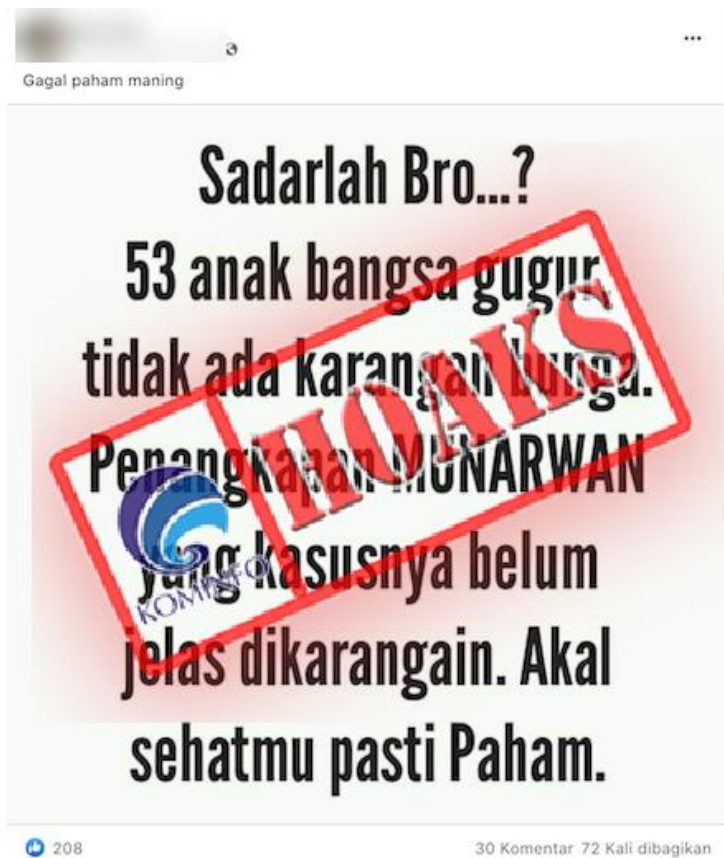 Gagal paham maning
Sadarlah Bro...?
53 anak bangsa gugur,
tidak ada karangan bunga.
Penangkapan MUNARWAN
yang kasusnya belum
jelas dikarangain. Akal
sehatmu pasti Paham.
HOAKS
KOMINFO
208
30 Komentar 72 Kali dibagikan